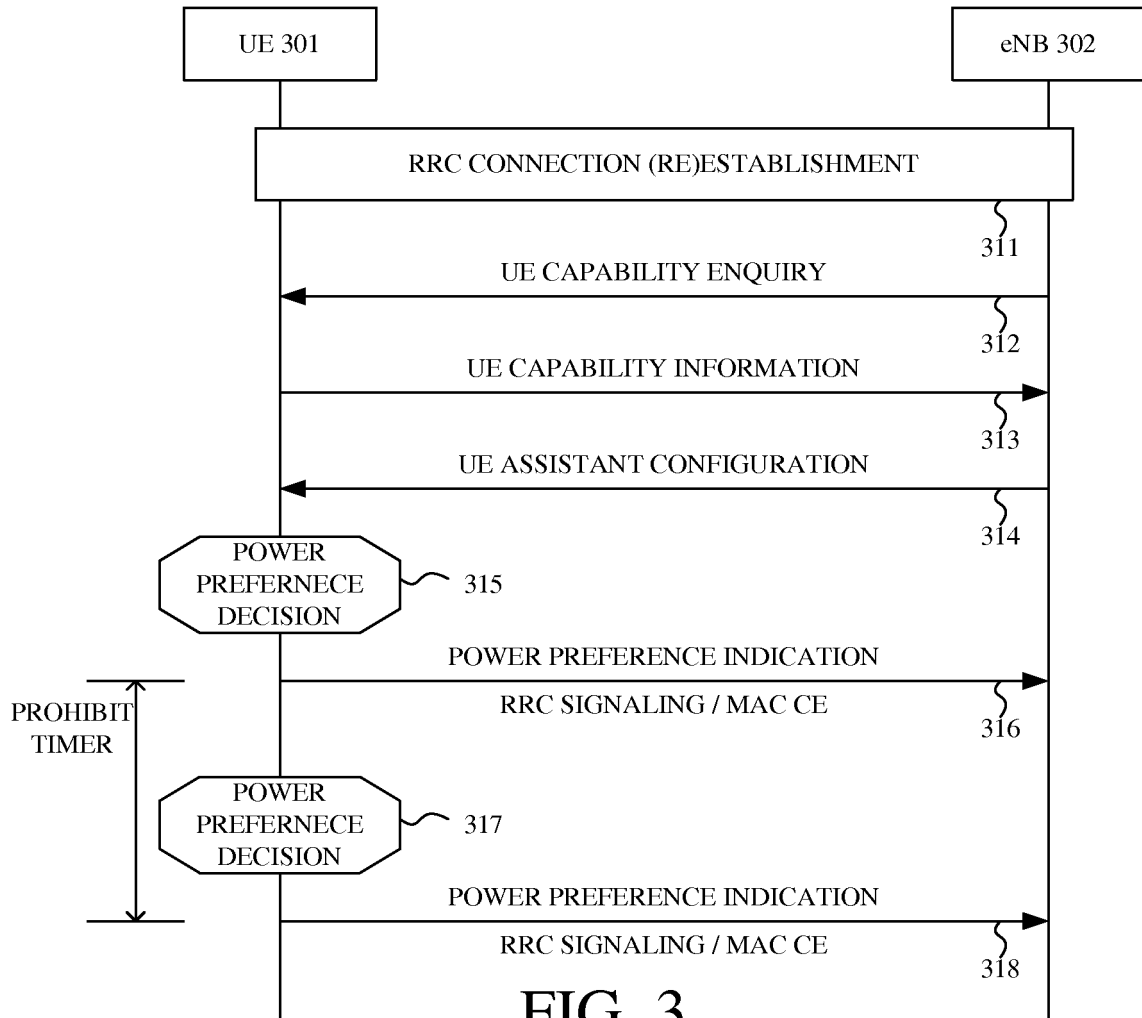 UE 301
eNB 302
RRC CONNECTION (RE)ESTABLISHMENT
311
UE CAPABILITY ENQUIRY
312
UE CAPABILITY INFORMATION
313
UE ASSISTANT CONFIGURATION
314
POWER
PREFERNECE
DECISION
315
POWER PREFERENCE INDICATION
RRC SIGNALING / MAC CE
316
PROHIBIT
TIMER
POWER
PREFERNECE
DECISION
317
POWER PREFERENCE INDICATION
RRC SIGNALING / MAC CE
318
FIG. 3